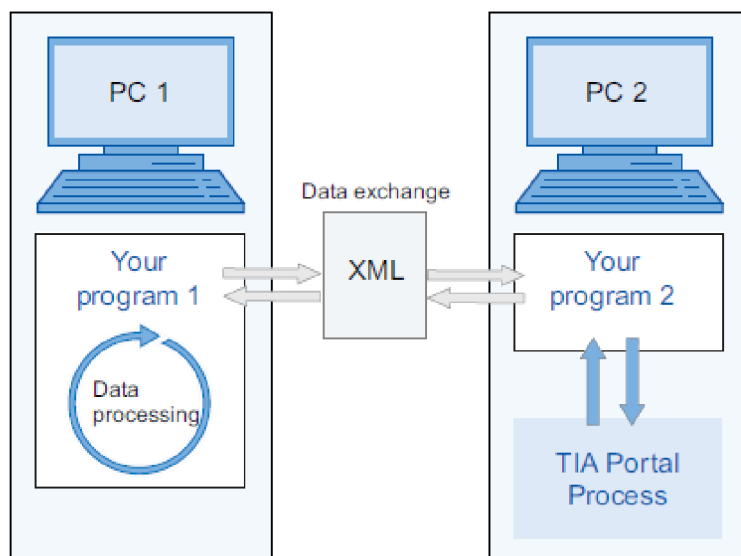 PC 1
PC 2
Data exchange
Your
program 1
XML
Your
program 2
Data
processing
TIA Portal
Process